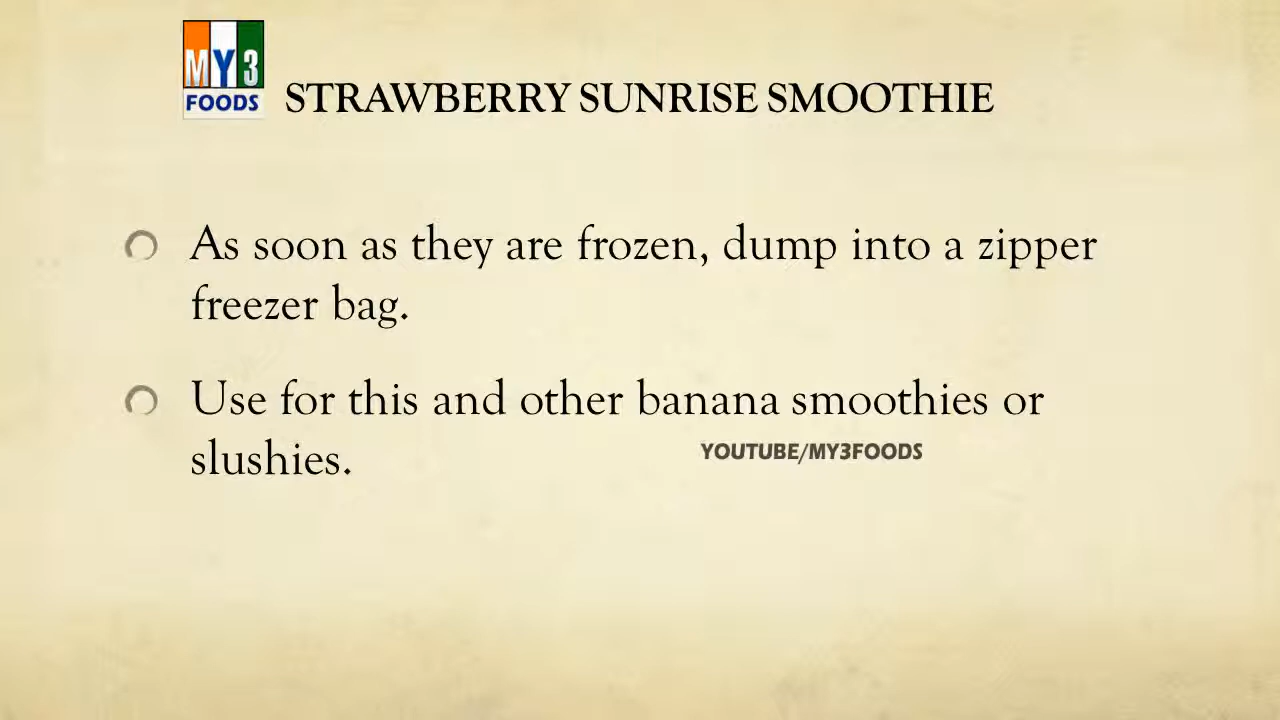 MY3
FOODS
STRAWBERRY SUNRISE SMOOTHIE
As soon as they are frozen, dump into a zipper
freezer bag.
Use for this and other banana smoothies or
slushies.
YOUTUBE/MY3FOODS